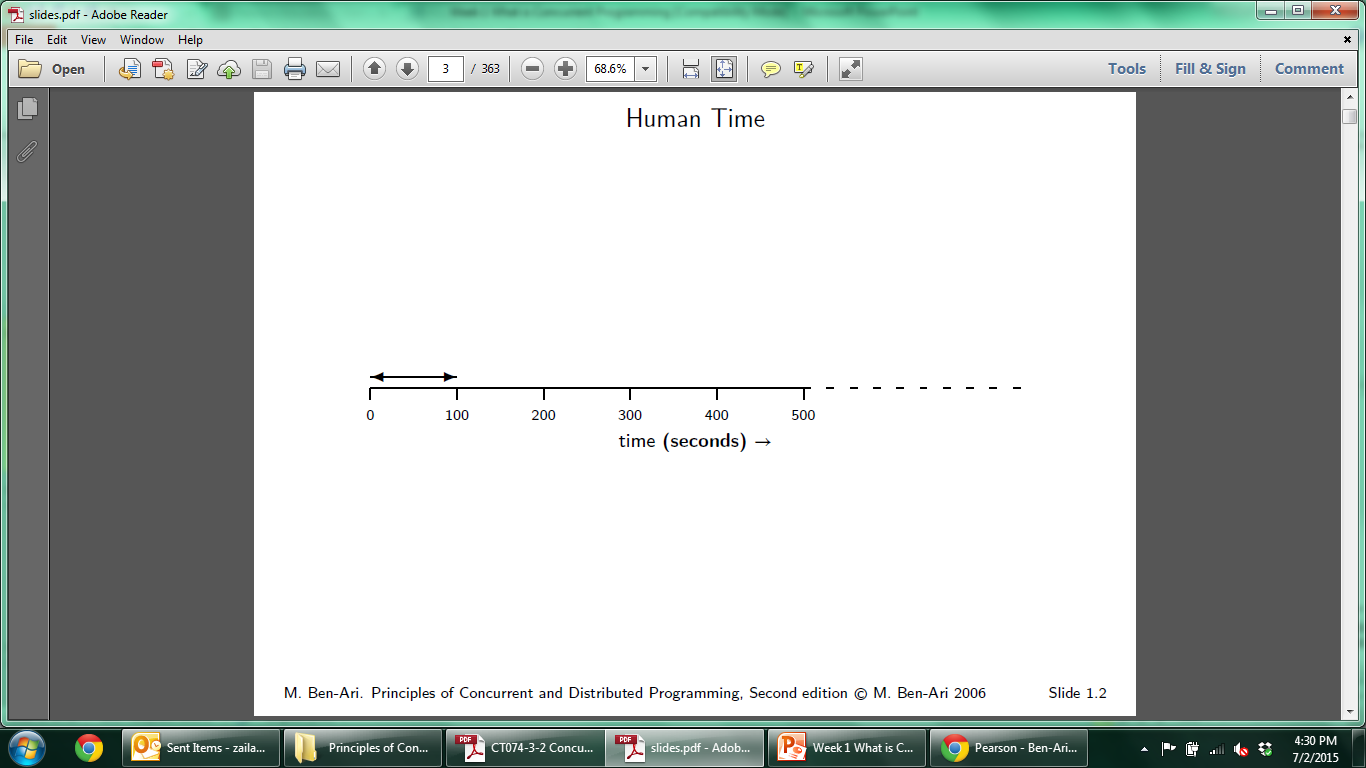 slides.pdf - Adobe Reader
File Edit View Window Help
Open 3 / 363 68.6% Tools Fill & Sign Comment
Human Time
0 100 200 300 400 500
time (seconds) →
M. Ben-Ari. Principles of Concurrent and Distributed Programming, Second edition © M. Ben-Ari 2006 Slide 1.2
Sent Items - zaila... Principles of Con... CT074-3-2 Concu... slides.pdf - Adob... Week 1 What is C... Pearson - Ben-Ari... 4:30 PM
7/2/2015